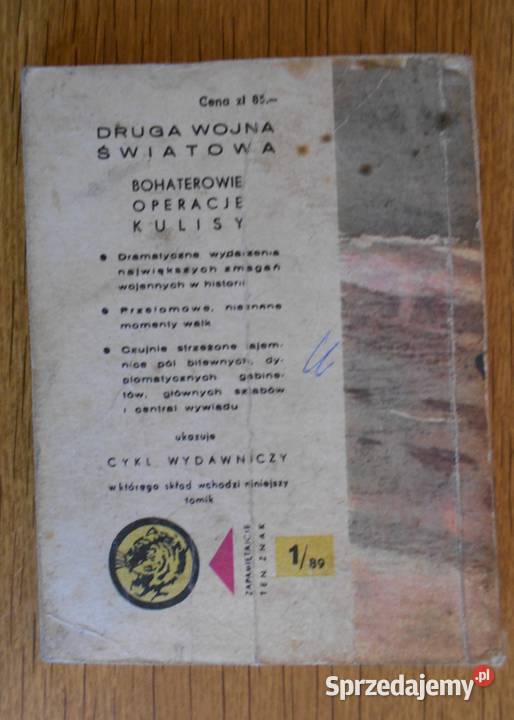 Cena zł 85,—
DRUGA WOJNA
ŚWIATOWA
BOHATEROWIE
OPERACJE
KULISY
• Dramatyczne wydarzenia
największych zmagań
wojennych w historii
• Przełomowe, nieznane
momenty walk
• Czujnie strzeżone tajem-
nice pól bitewnych, dy-
plomatycznych gabine-
tów, głównych sztabów
i central wywiadu
ukazuje
CYKL WYDAWNICZY
w którego skład wchodzi niniejszy
tomik
ZAPAMIĘTAJCIE
TEN ZNAK
1/89
Sprzedajemy.pl